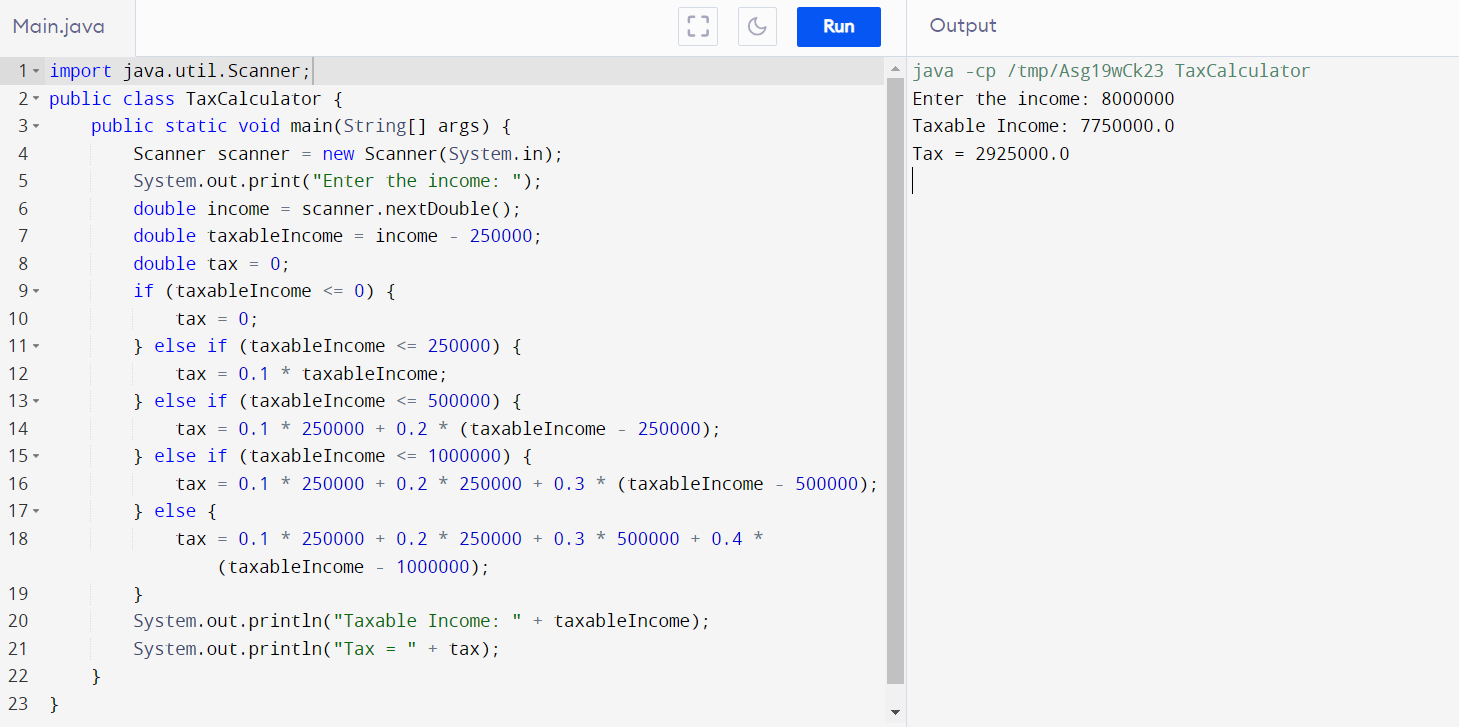 Main.java
Run
Output
1 import java.util.Scanner;
2 public class TaxCalculator {
3     public static void main(String[] args) {
4         Scanner scanner = new Scanner(System.in);
5         System.out.print("Enter the income: ");
6         double income = scanner.nextDouble();
7         double taxableIncome = income - 250000;
8         double tax = 0;
9         if (taxableIncome <= 0) {
10             tax = 0;
11         } else if (taxableIncome <= 250000) {
12             tax = 0.1 * taxableIncome;
13         } else if (taxableIncome <= 500000) {
14             tax = 0.1 * 250000 + 0.2 * (taxableIncome - 250000);
15         } else if (taxableIncome <= 1000000) {
16             tax = 0.1 * 250000 + 0.2 * 250000 + 0.3 * (taxableIncome - 500000);
17         } else {
18             tax = 0.1 * 250000 + 0.2 * 250000 + 0.3 * 500000 + 0.4 *
                (taxableIncome - 1000000);
19         }
20         System.out.println("Taxable Income: " + taxableIncome);
21         System.out.println("Tax = " + tax);
22     }
23 }
java -cp /tmp/Asg19wCk23 TaxCalculator
Enter the income: 8000000
Taxable Income: 7750000.0
Tax = 2925000.0